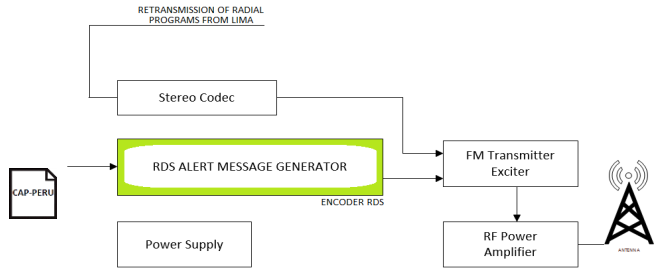 RETRANSMISSION OF RADIAL
PROGRAMS FROM LIMA
Stereo Codec
RDS ALERT MESSAGE GENERATOR
FM Transmitter
Exciter
CAP-PERU
ENCODER RDS
Power Supply
RF Power
Amplifier
ANTENNA